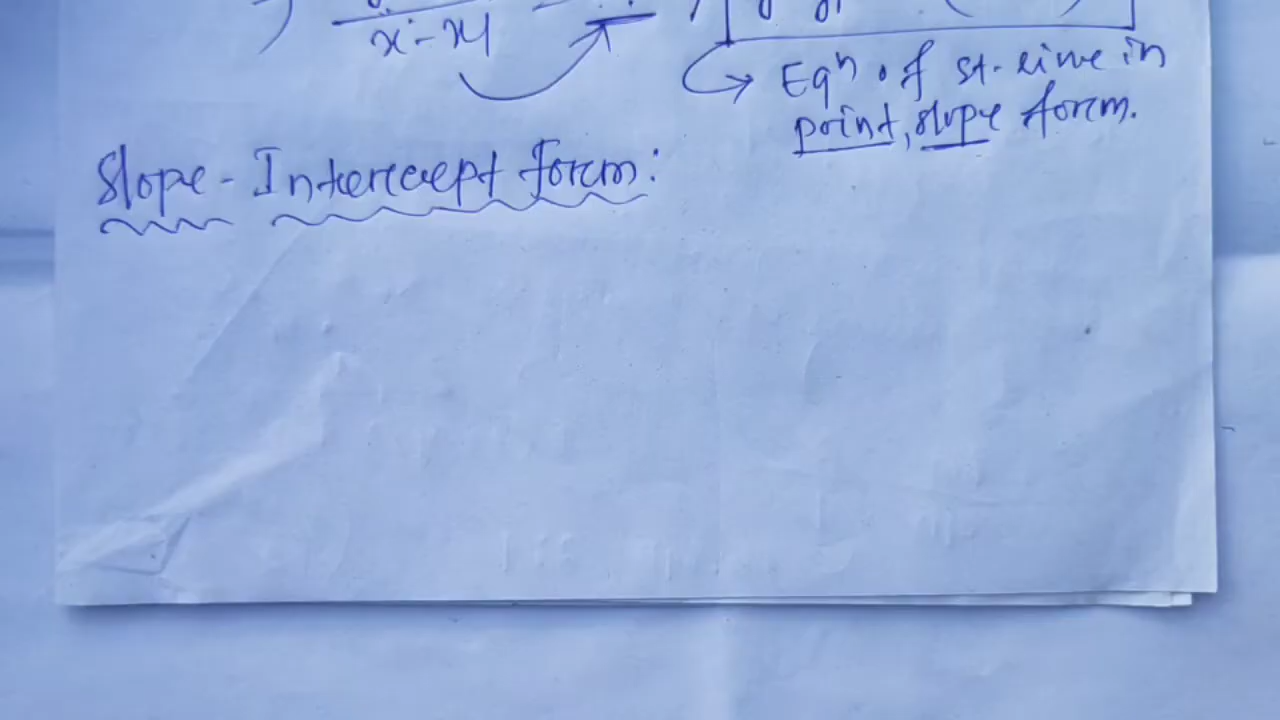 x - x1
Eqn of st. line in
point, slope form.
Slope - Intercept form: